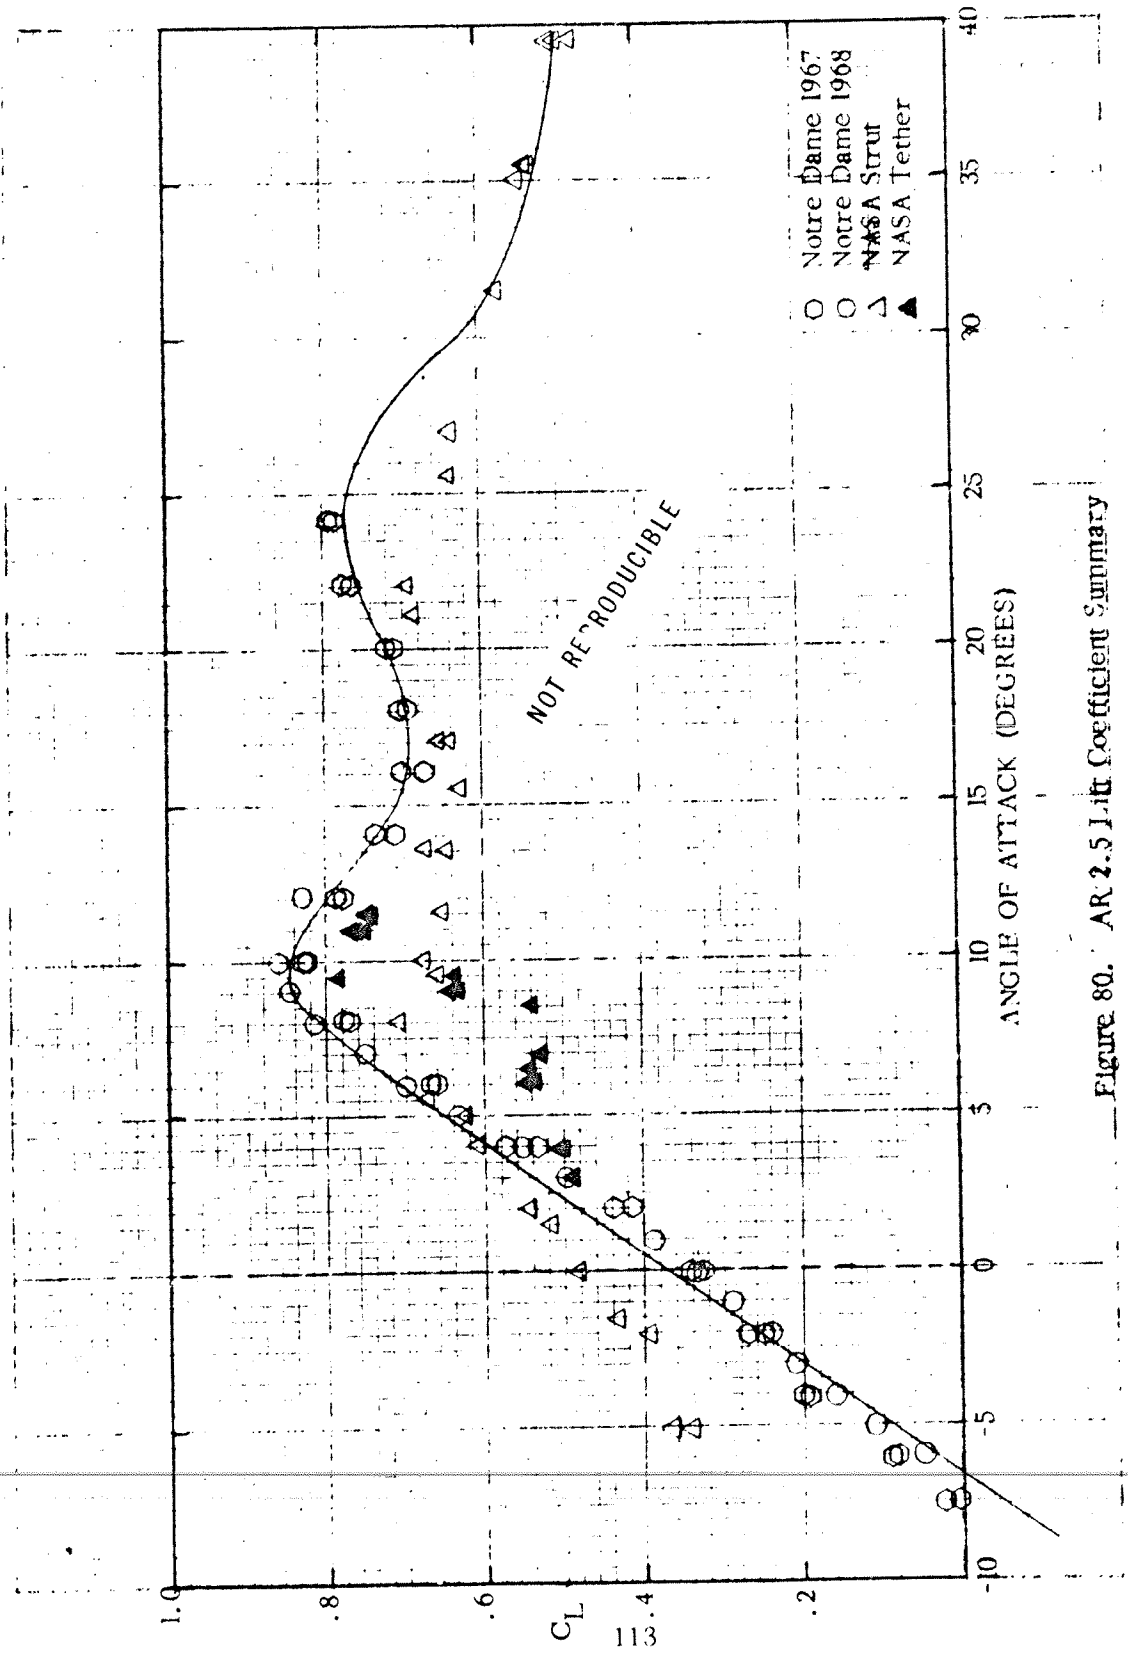 1.0
.8
.6
.4
.2
C_L
-10
-5
0
5
10
15
20
25
30
35
40
ANGLE OF ATTACK (DEGREES)
Notre Dame 1967
Notre Dame 1968
NASA Strut
NASA Tether
NOT REPRODUCIBLE
Figure 80. AR 2.5 Lift Coefficient Summary
113